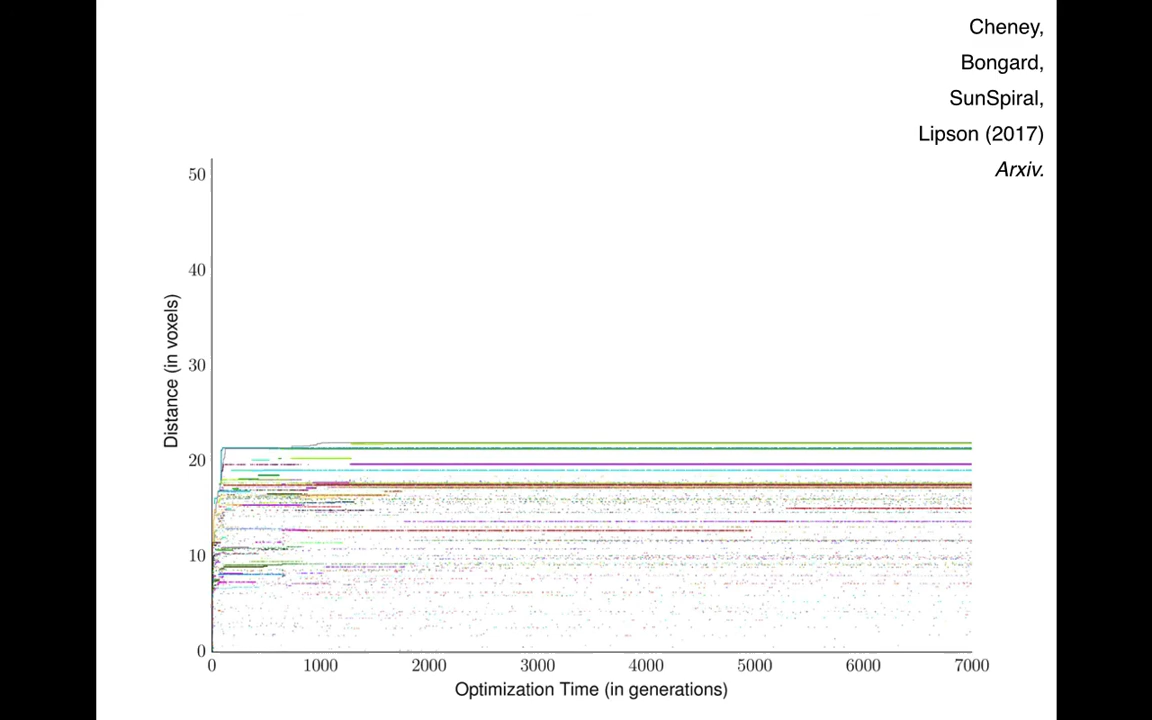 Cheney,
Bongard,
SunSpiral,
Lipson (2017)
Arxiv.
50
40
30
20
10
0
Distance (in voxels)
0 1000 2000 3000 4000 5000 6000 7000
Optimization Time (in generations)